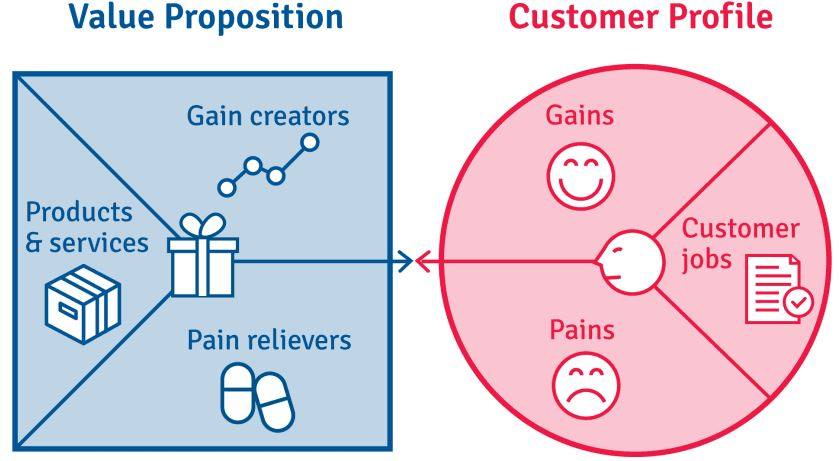 Value Proposition
Customer Profile
Gain creators
Products
& services
Pain relievers
Gains
Customer
jobs
Pains